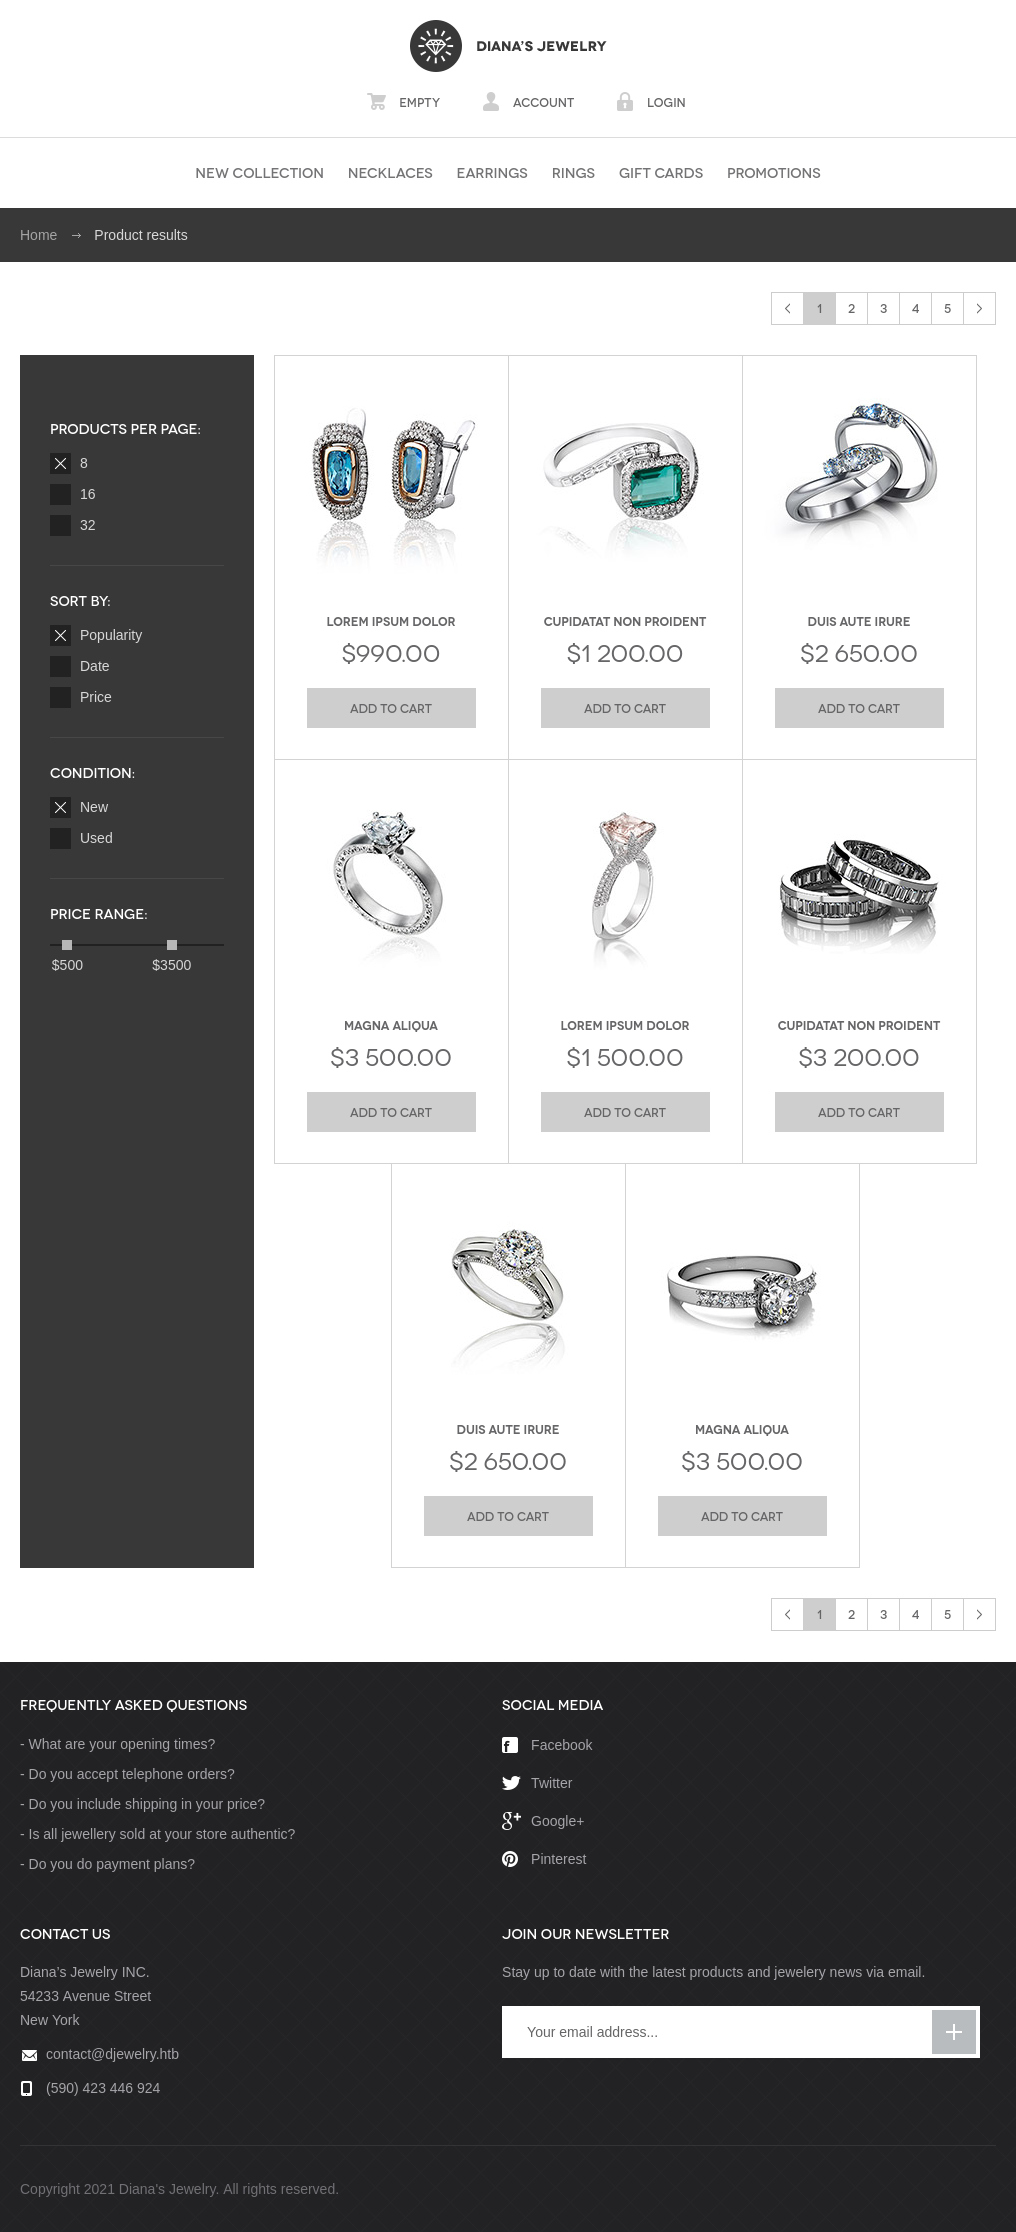 DIANA'S JEWELRY
EMPTY ACCOUNT LOGIN
NEW COLLECTION NECKLACES EARRINGS RINGS GIFT CARDS PROMOTIONS
Home → Product results
< 1 2 3 4 5 >
PRODUCTS PER PAGE:
8
16
32
SORT BY:
Popularity
Date
Price
CONDITION:
New
Used
PRICE RANGE:
$500 $3500
LOREM IPSUM DOLOR
$990.00
ADD TO CART
CUPIDATAT NON PROIDENT
$1 200.00
ADD TO CART
DUIS AUTE IRURE
$2 650.00
ADD TO CART
MAGNA ALIQUA
$3 500.00
ADD TO CART
LOREM IPSUM DOLOR
$1 500.00
ADD TO CART
CUPIDATAT NON PROIDENT
$3 200.00
ADD TO CART
DUIS AUTE IRURE
$2 650.00
ADD TO CART
MAGNA ALIQUA
$3 500.00
ADD TO CART
< 1 2 3 4 5 >
FREQUENTLY ASKED QUESTIONS
- What are your opening times?
- Do you accept telephone orders?
- Do you include shipping in your price?
- Is all jewellery sold at your store authentic?
- Do you do payment plans?
SOCIAL MEDIA
Facebook
Twitter
Google+
Pinterest
CONTACT US
Diana's Jewelry INC.
54233 Avenue Street
New York
contact@djewelry.htb
(590) 423 446 924
JOIN OUR NEWSLETTER
Stay up to date with the latest products and jewelery news via email.
Your email address...
Copyright 2021 Diana's Jewelry. All rights reserved.